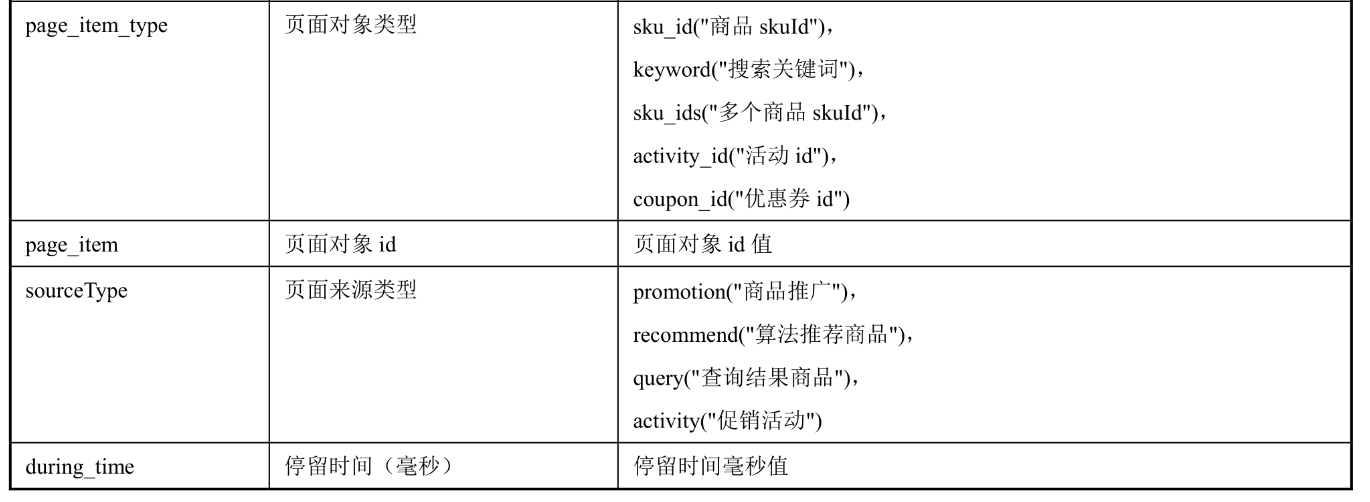 page_item_type 页面对象类型 sku_id("商品 skuId"),
keyword("搜索关键词"),
sku_ids("多个商品 skuId"),
activity_id("活动 id"),
coupon_id("优惠券 id")
page_item 页面对象 id 页面对象 id 值
sourceType 页面来源类型 promotion("商品推广"),
recommend("算法推荐商品"),
query("查询结果商品"),
activity("促销活动")
during_time 停留时间（毫秒） 停留时间毫秒值